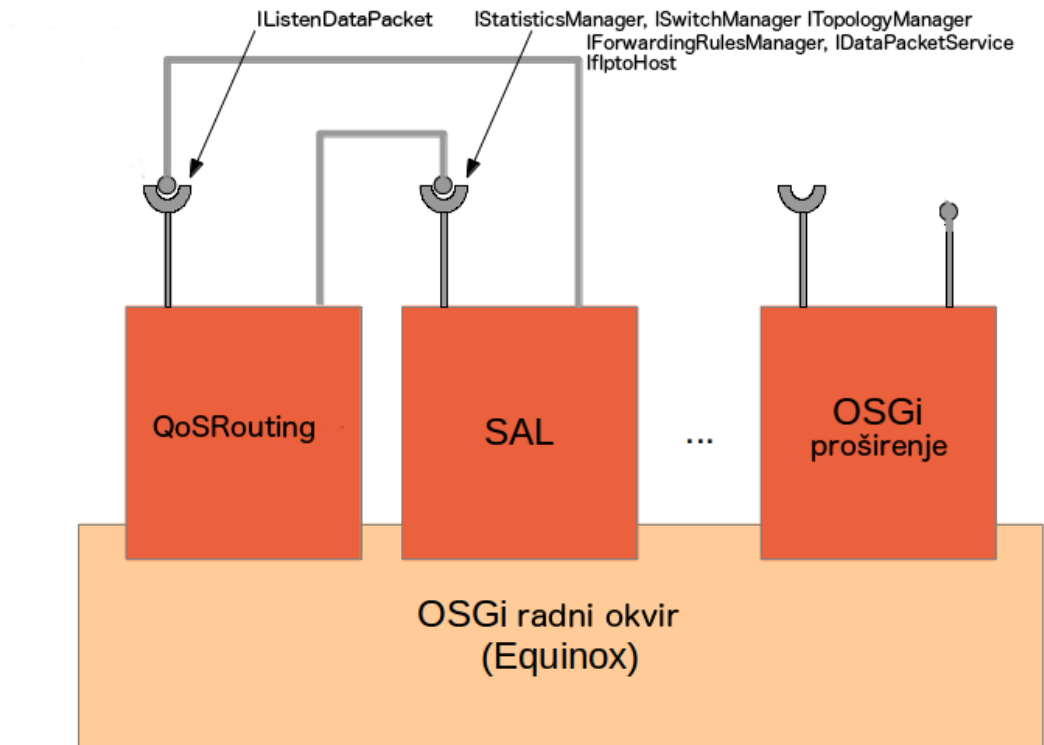 IListenDataPacket
IStatisticsManager, ISwitchManager ITopologyManager
IForwardingRulesManager, IDataPacketService
IfIptoHost
QoSRouting
SAL
...
OSGi
proširenje
OSGi radni okvir
(Equinox)